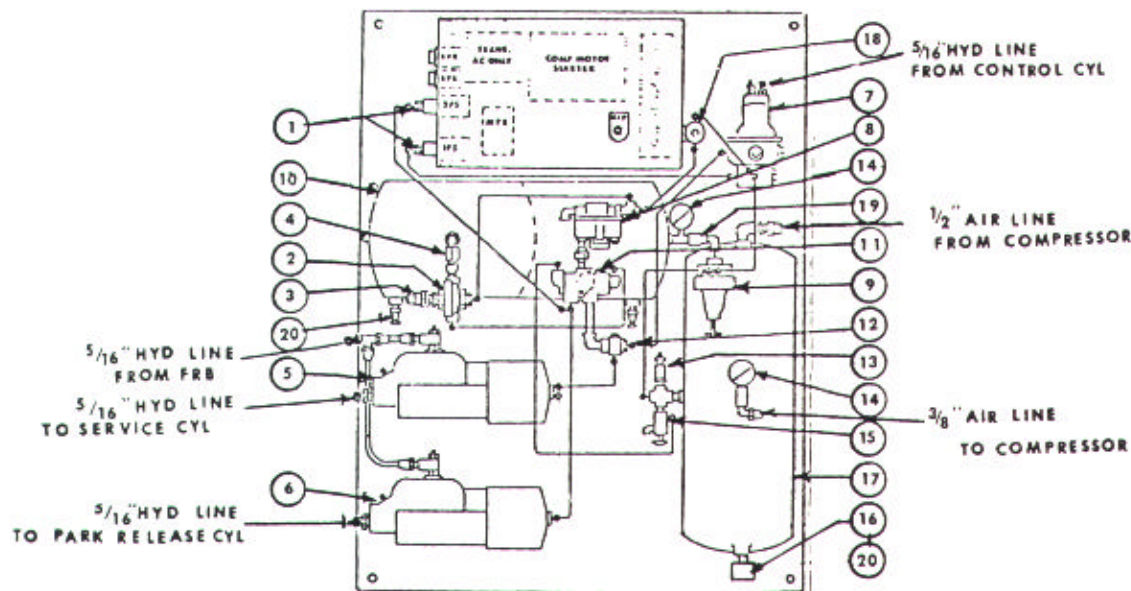 C
TRANS.
AC ONLY
COMP MOTOR
STARTER
SPS
18
5/16" HYD LINE
FROM CONTROL CYL
7
1
8
10
14
4
19
1/2" AIR LINE
FROM COMPRESSOR
2
11
3
9
20
12
5/16" HYD LINE
FROM FRB
13
5
14
5/16" HYD LINE
TO SERVICE CYL
3/8" AIR LINE
TO COMPRESSOR
15
6
17
5/16" HYD LINE
TO PARK RELEASE CYL
16
20